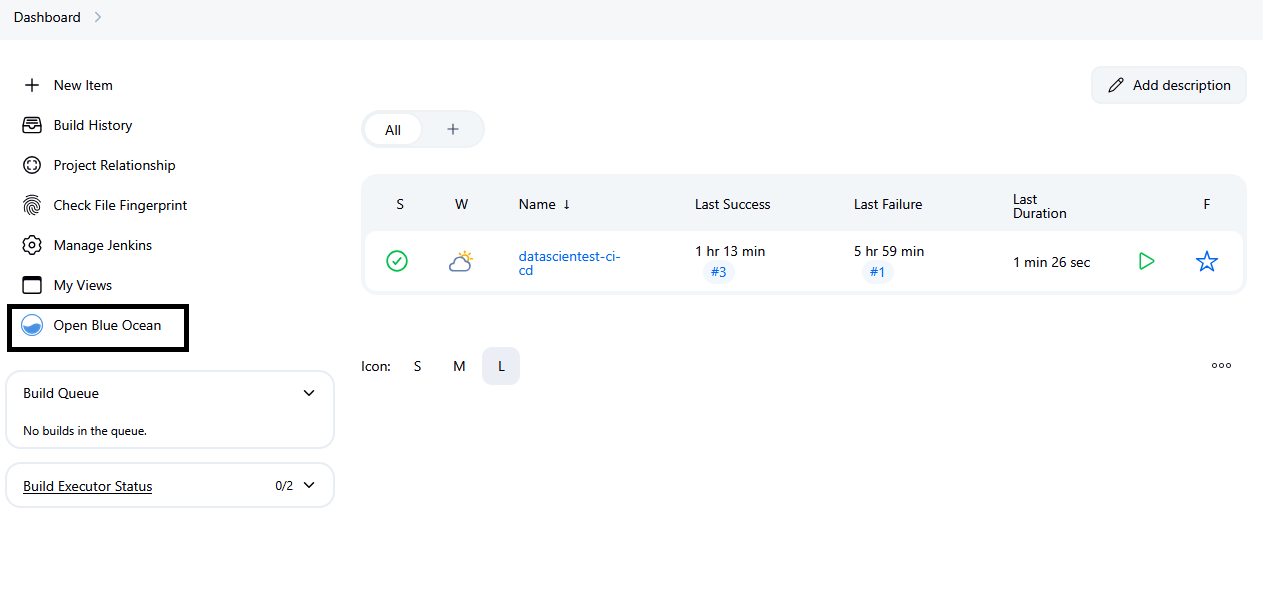 Dashboard
New Item
Build History
Project Relationship
Check File Fingerprint
Manage Jenkins
My Views
Open Blue Ocean
Build Queue
No builds in the queue.
Build Executor Status 0/2
Add description
All +
S W Name ↓ Last Success Last Failure Last Duration F
datascientest-ci-cd 1 hr 13 min #3 5 hr 59 min #1 1 min 26 sec
Icon: S M L